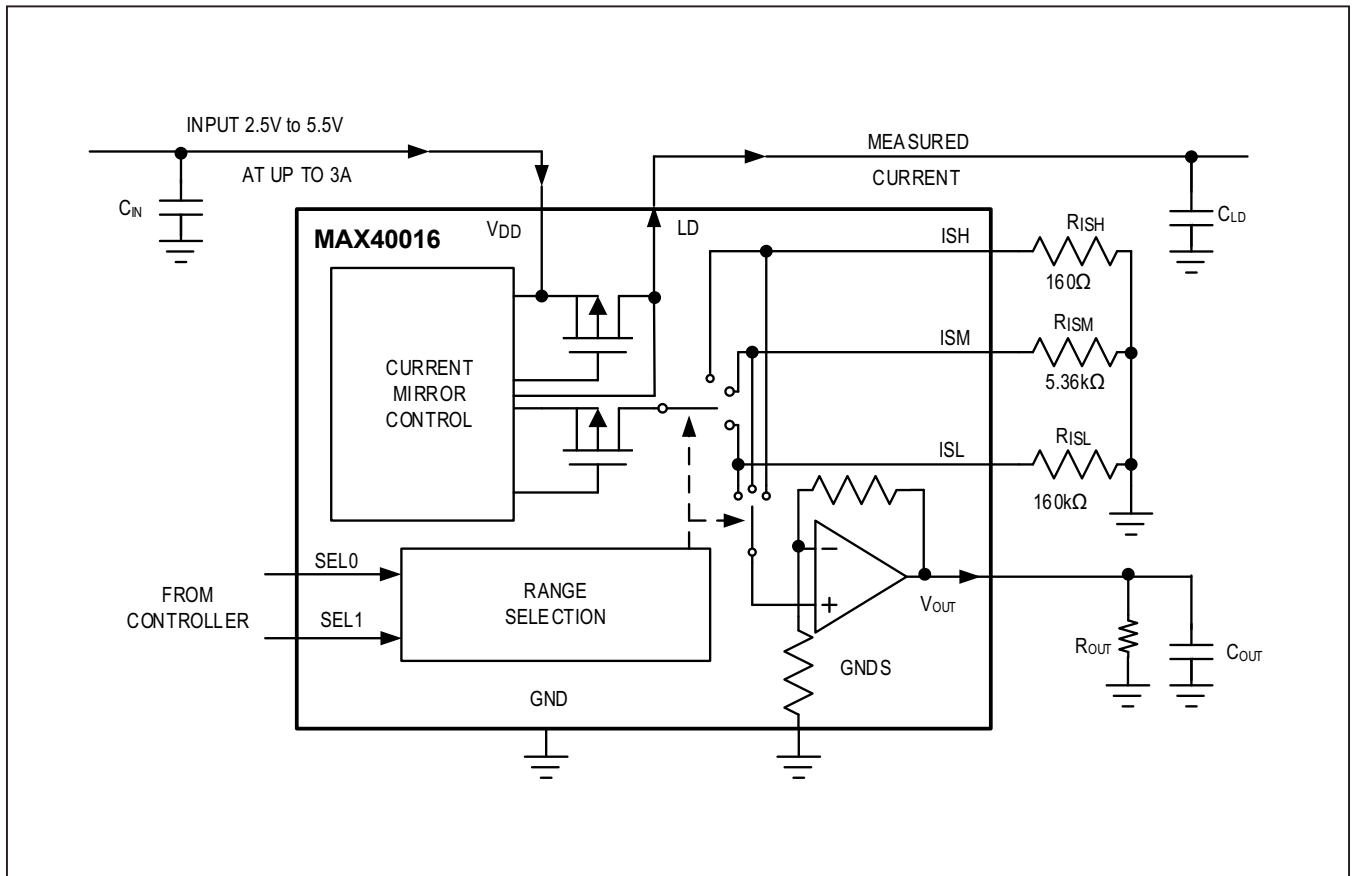 INPUT 2.5V to 5.5V
AT UP TO 3A
MEASURED
CURRENT
CIN
CLD
MAX40016
VDD
LD
ISH
RISH
160Ω
ISM
RISM
5.36kΩ
CURRENT
MIRROR
CONTROL
ISL
RISL
160kΩ
SEL0
FROM
CONTROLLER
SEL1
RANGE
SELECTION
−
+
VOUT
ROUT
COUT
GNDS
GND